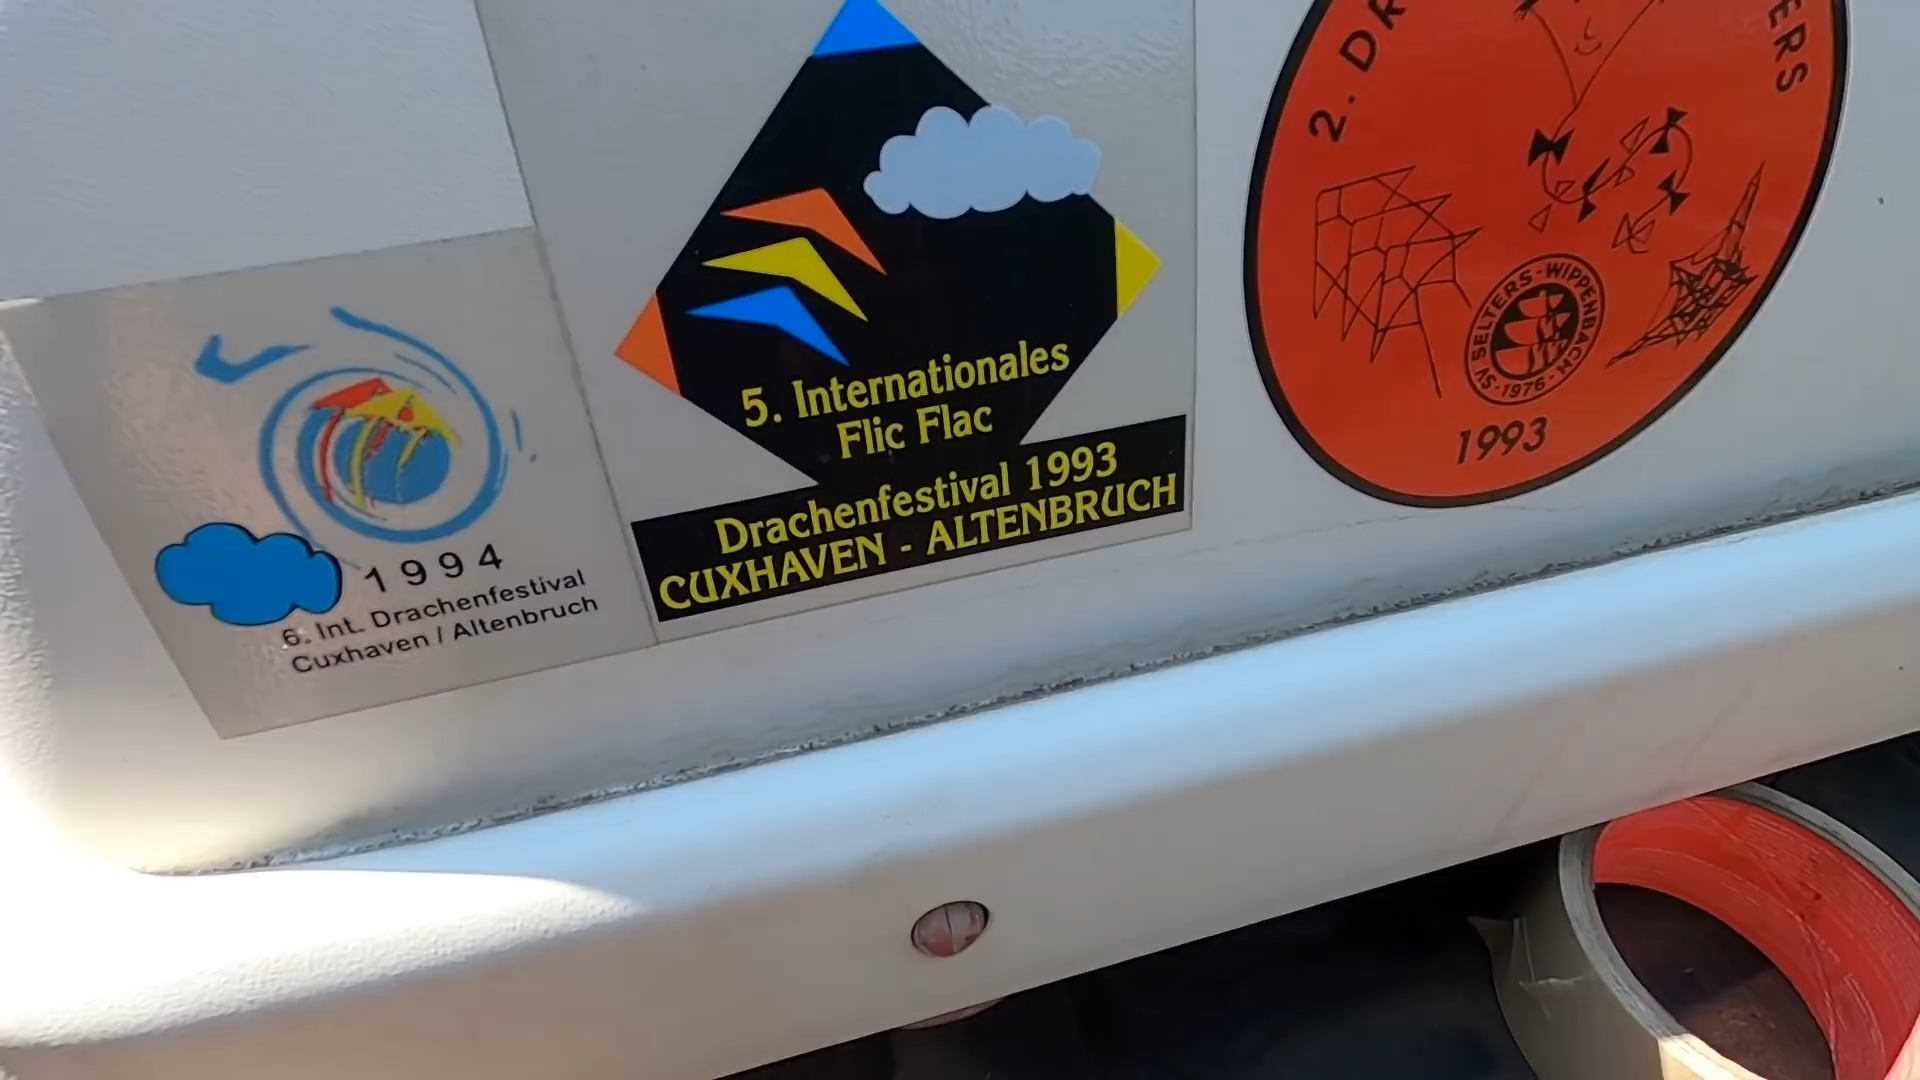 1994
6. Int. Drachenfestival
Cuxhaven / Altenbruch
5. Internationales
Flic Flac
Drachenfestival 1993
CUXHAVEN - ALTENBRUCH
2.
SV SELTERS - WIPPENBACH
- 1976 -
1993